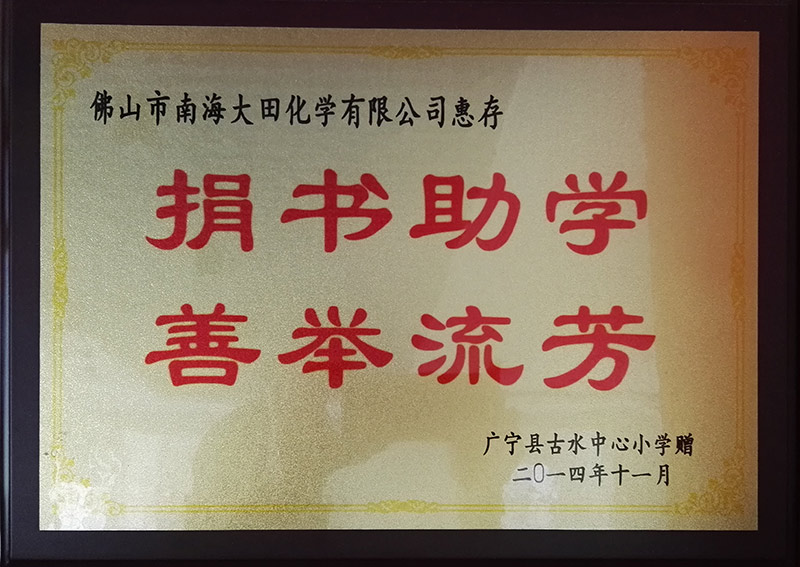 佛山市南海大田化学有限公司惠存
捐书助学
善举流芳
广宁县古水中心小学赠
二〇一四年十一月